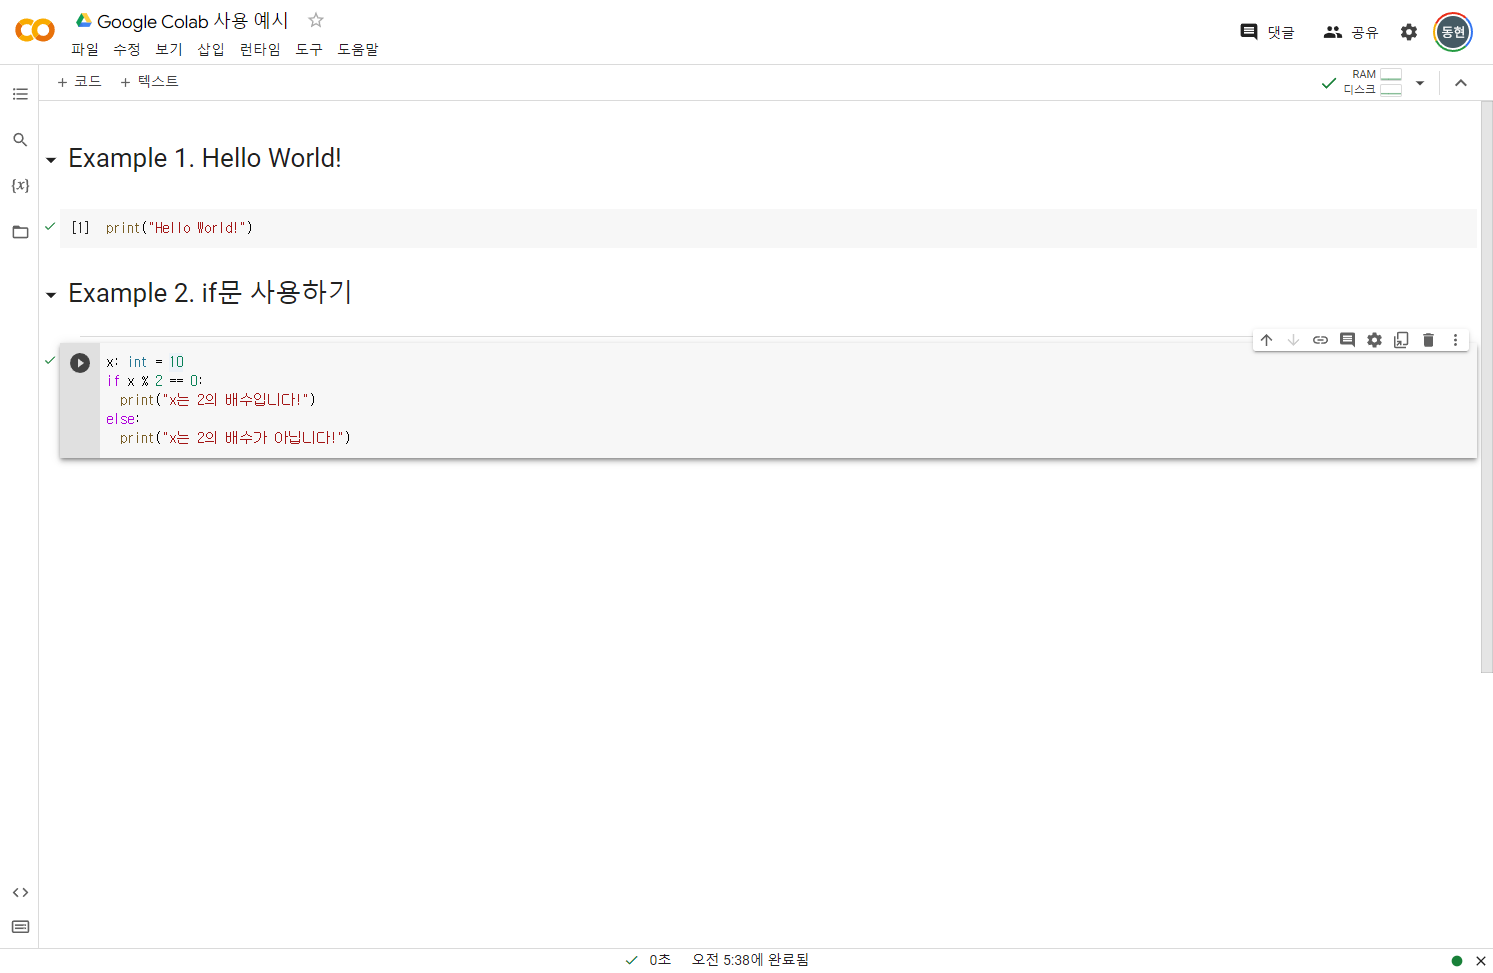 Google Colab 사용 예시
댓글 공유 동현
파일 수정 보기 삽입 런타임 도구 도움말
+ 코드 + 텍스트
RAM
디스크
Example 1. Hello World!
{x}
[1] print("Hello World!")
Example 2. if문 사용하기
x: int = 10
if x % 2 == 0:
  print("x는 2의 배수입니다!")
else:
  print("x는 2의 배수가 아닙니다!")
0초 오전 5:38에 완료됨